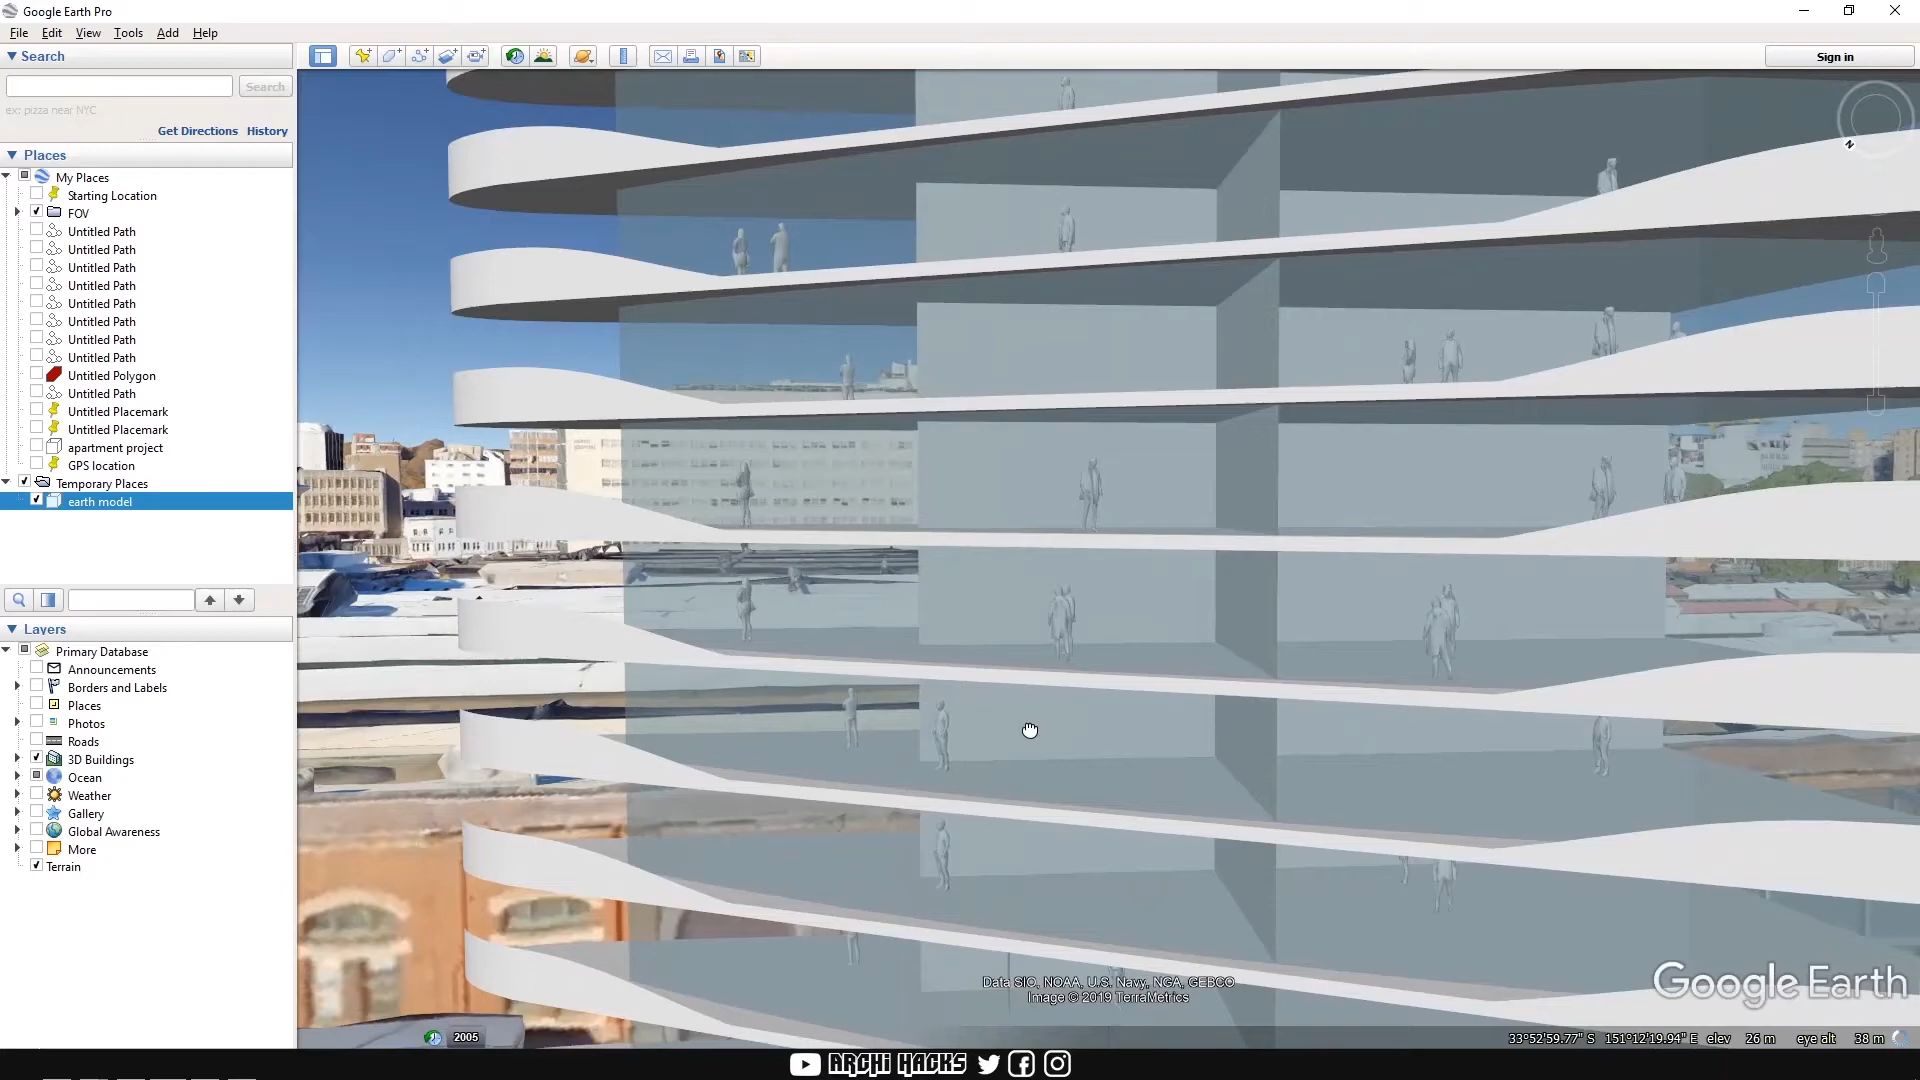 Google Earth Pro
File Edit View Tools Add Help
Search
Search
ex: pizza near NYC
Get Directions History
Places
My Places
Starting Location
FOV
Untitled Path
Untitled Path
Untitled Path
Untitled Path
Untitled Path
Untitled Path
Untitled Path
Untitled Path
Untitled Polygon
Untitled Path
Untitled Placemark
Untitled Placemark
apartment project
GPS location
Temporary Places
earth model
Layers
Primary Database
Announcements
Borders and Labels
Places
Photos
Roads
3D Buildings
Ocean
Weather
Gallery
Global Awareness
More
Terrain
Sign in
N
Data SIO, NOAA, U.S. Navy, NGA, GEBCO
Image © 2019 TerraMetrics
Google Earth
2005
33°52'59.77" S 151°12'19.94" E elev 26 m eye alt 38 m
ARCHI HACKS